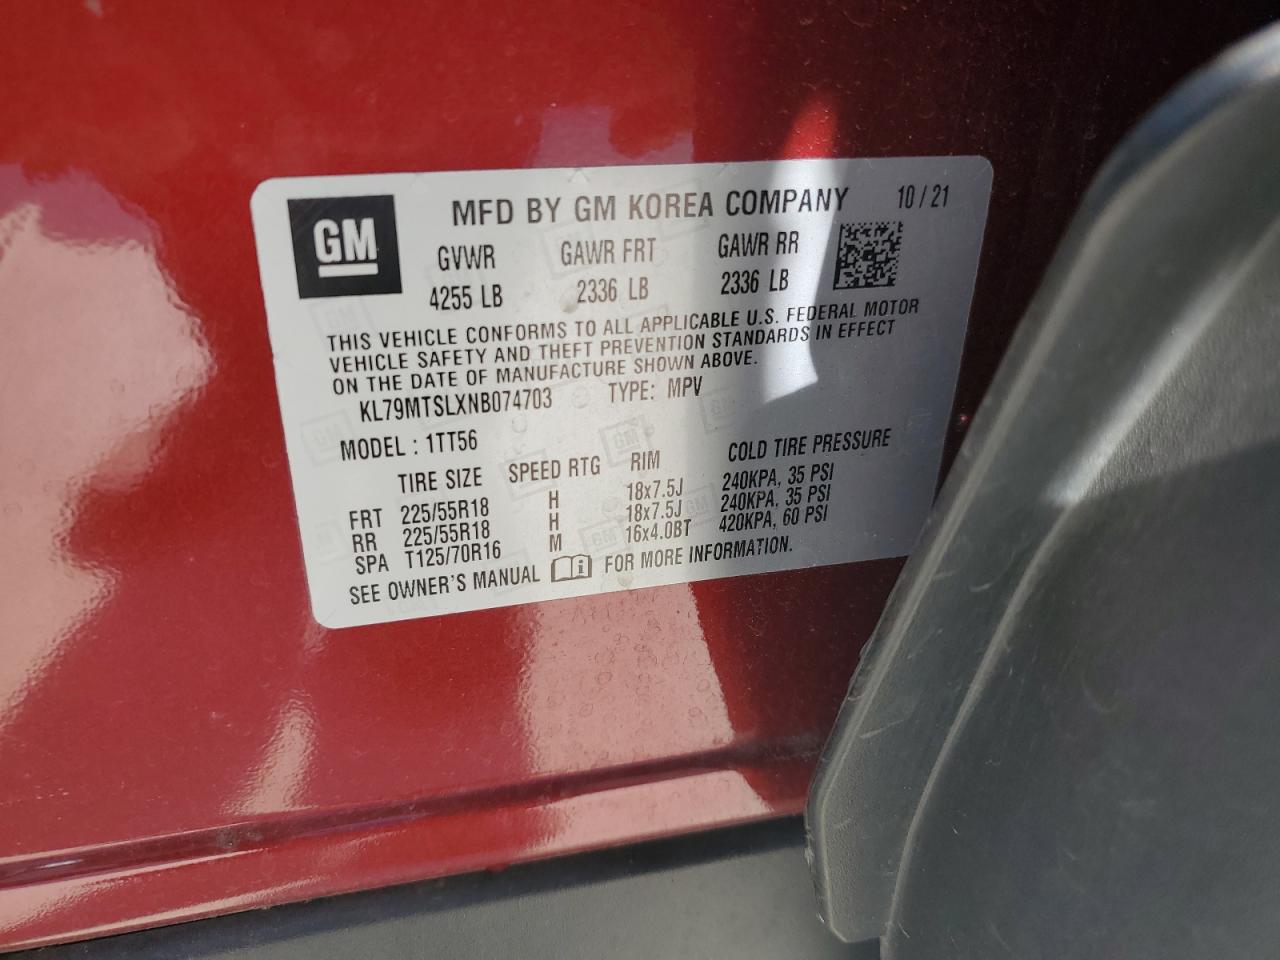 GM
MFD BY GM KOREA COMPANY 10/21
GVWR GAWR FRT GAWR RR
4255 LB 2336 LB 2336 LB
THIS VEHICLE CONFORMS TO ALL APPLICABLE U.S. FEDERAL MOTOR
VEHICLE SAFETY AND THEFT PREVENTION STANDARDS IN EFFECT
ON THE DATE OF MANUFACTURE SHOWN ABOVE.
KL79MTSLXNB074703 TYPE: MPV
MODEL : 1TT56
TIRE SIZE SPEED RTG RIM COLD TIRE PRESSURE
FRT 225/55R18 H 18x7.5J 240KPA, 35 PSI
RR 225/55R18 H 18x7.5J 240KPA, 35 PSI
SPA T125/70R16 M 16x4.0BT 420KPA, 60 PSI
SEE OWNER'S MANUAL i FOR MORE INFORMATION.